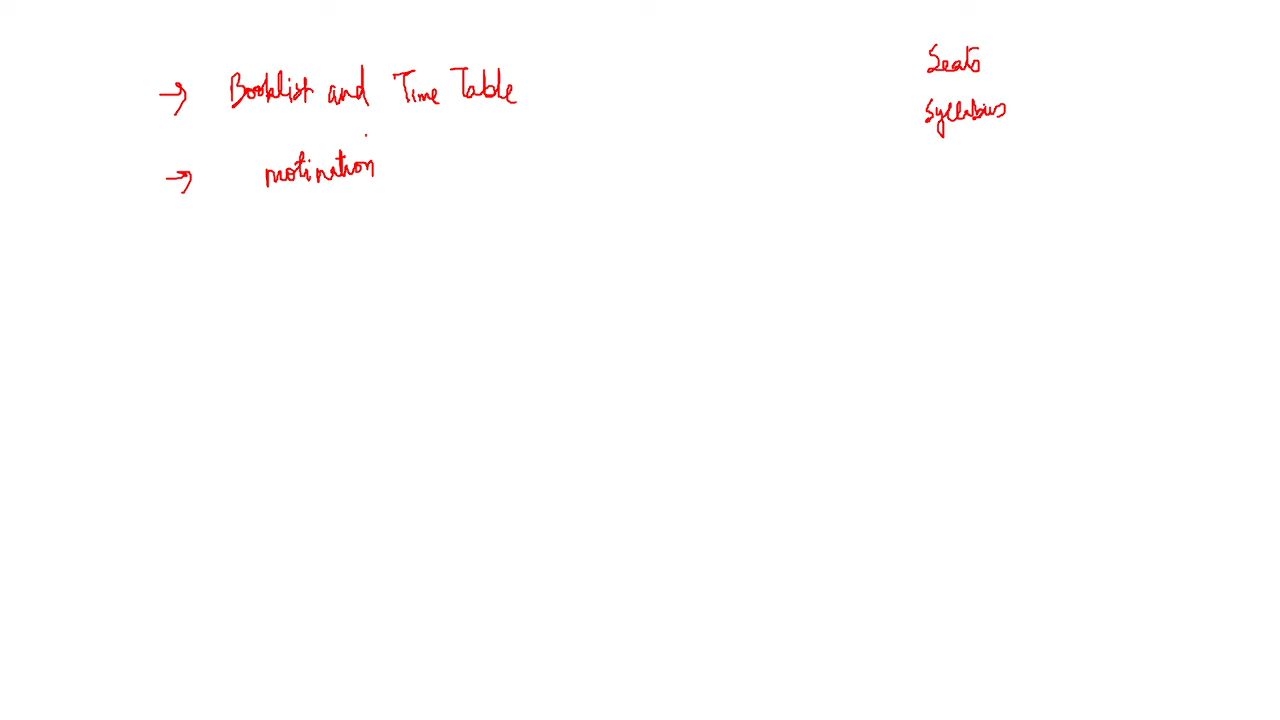 → Booklist and Time Table
→ motivation
Seats
Syllabus